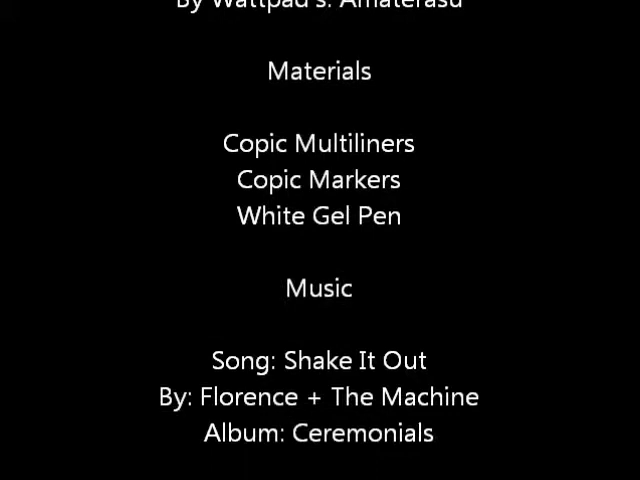 By Wattpad's: Amaterasu
Materials
Copic Multiliners
Copic Markers
White Gel Pen
Music
Song: Shake It Out
By: Florence + The Machine
Album: Ceremonials